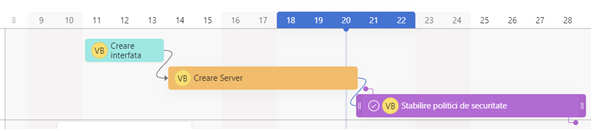 8 9 10 11 12 13 14 15 16 17 18 19 20 21 22 23 24 25 26 27 28
VB Creare
interfata
VB Creare Server
VB Stabilire politici de securitate